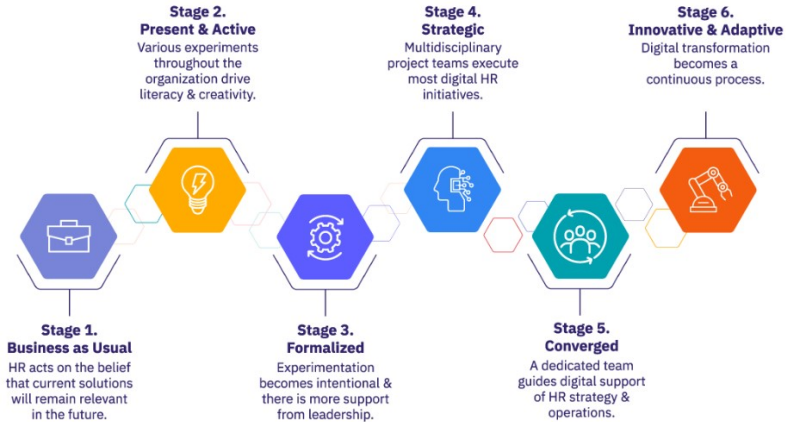 Stage 1.
Business as Usual
HR acts on the belief
that current solutions
will remain relevant
in the future.
Stage 2.
Present & Active
Various experiments
throughout the
organization drive
literacy & creativity.
Stage 3.
Formalized
Experimentation
becomes intentional &
there is more support
from leadership.
Stage 4.
Strategic
Multidisciplinary
project teams execute
most digital HR
initiatives.
Stage 5.
Converged
A dedicated team
guides digital support
of HR strategy &
operations.
Stage 6.
Innovative & Adaptive
Digital transformation
becomes a
continuous process.